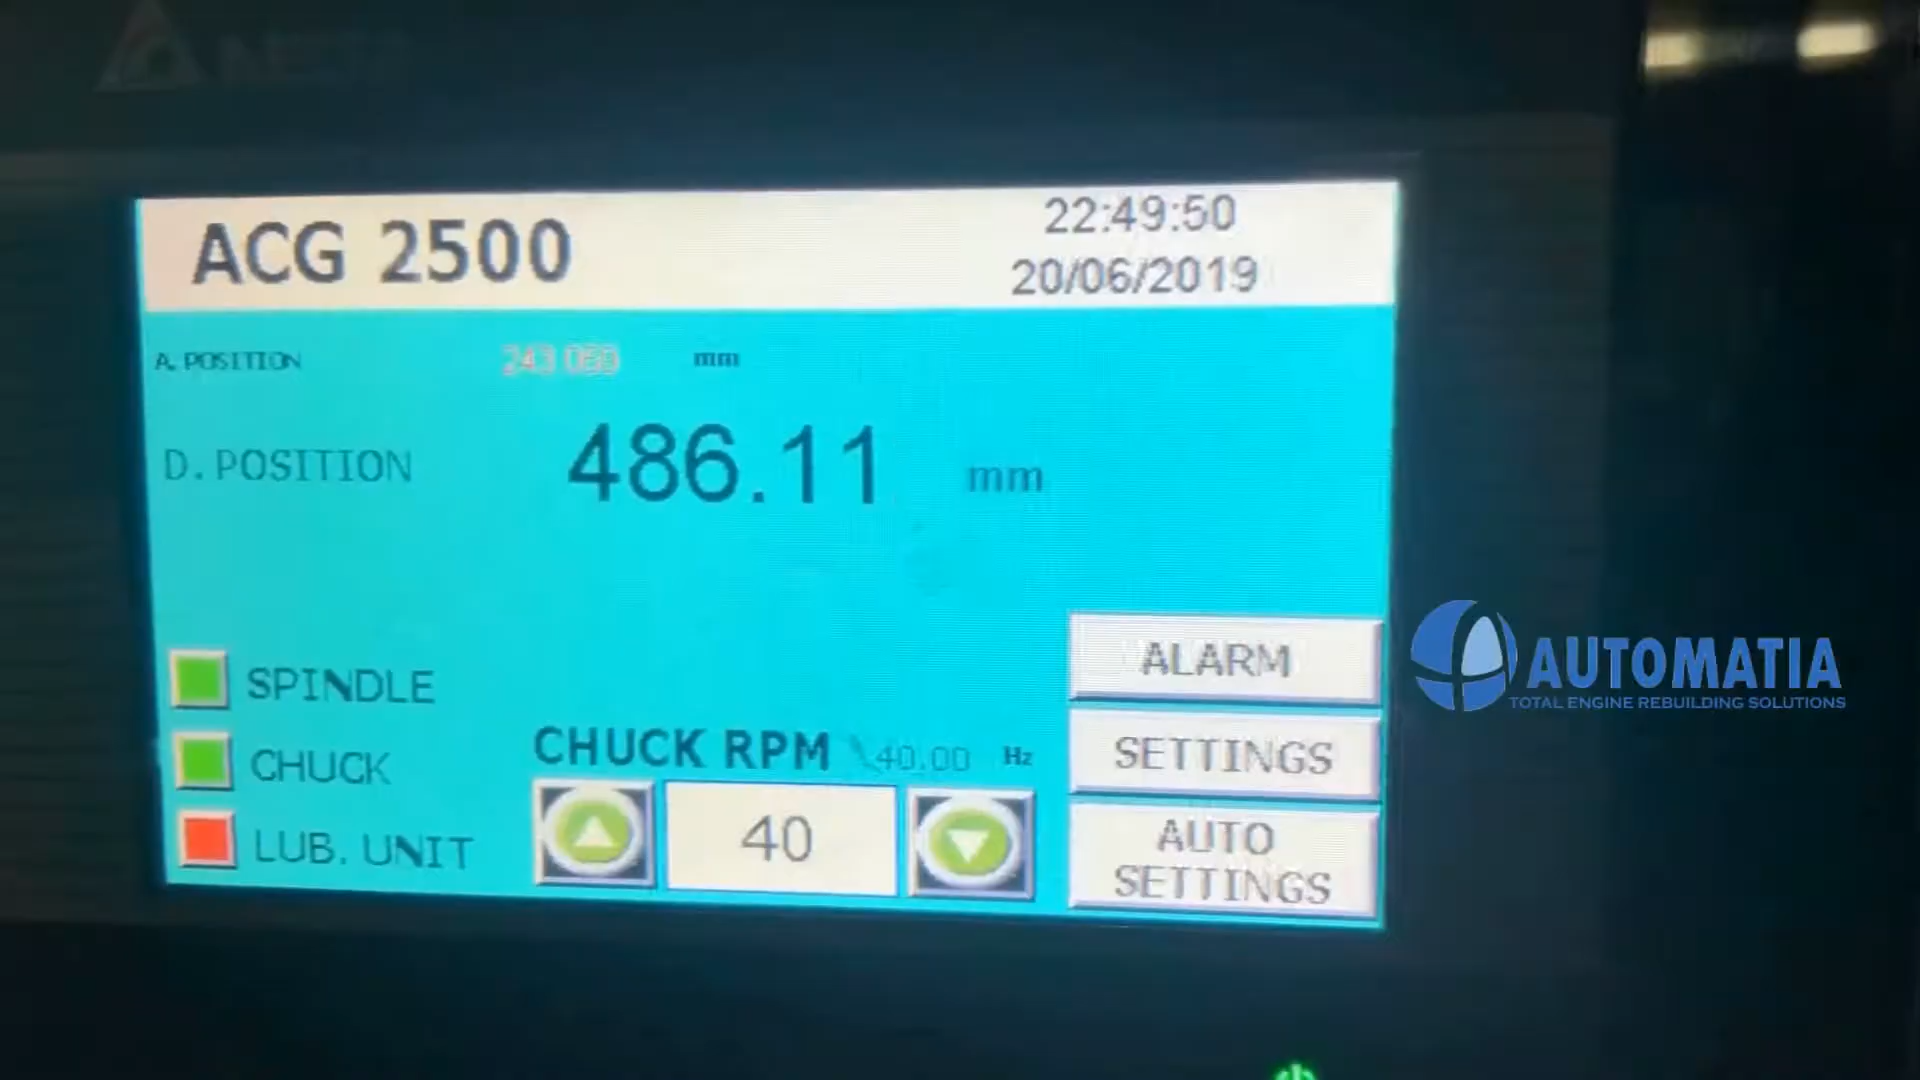 ACG 2500
22:49:50
20/06/2019
A. POSITION mm
D. POSITION 486.11 mm
SPINDLE
CHUCK
LUB. UNIT
CHUCK RPM 40.00 Hz
40
ALARM
SETTINGS
AUTO
SETTINGS
AUTOMATIA
TOTAL ENGINE REBUILDING SOLUTIONS